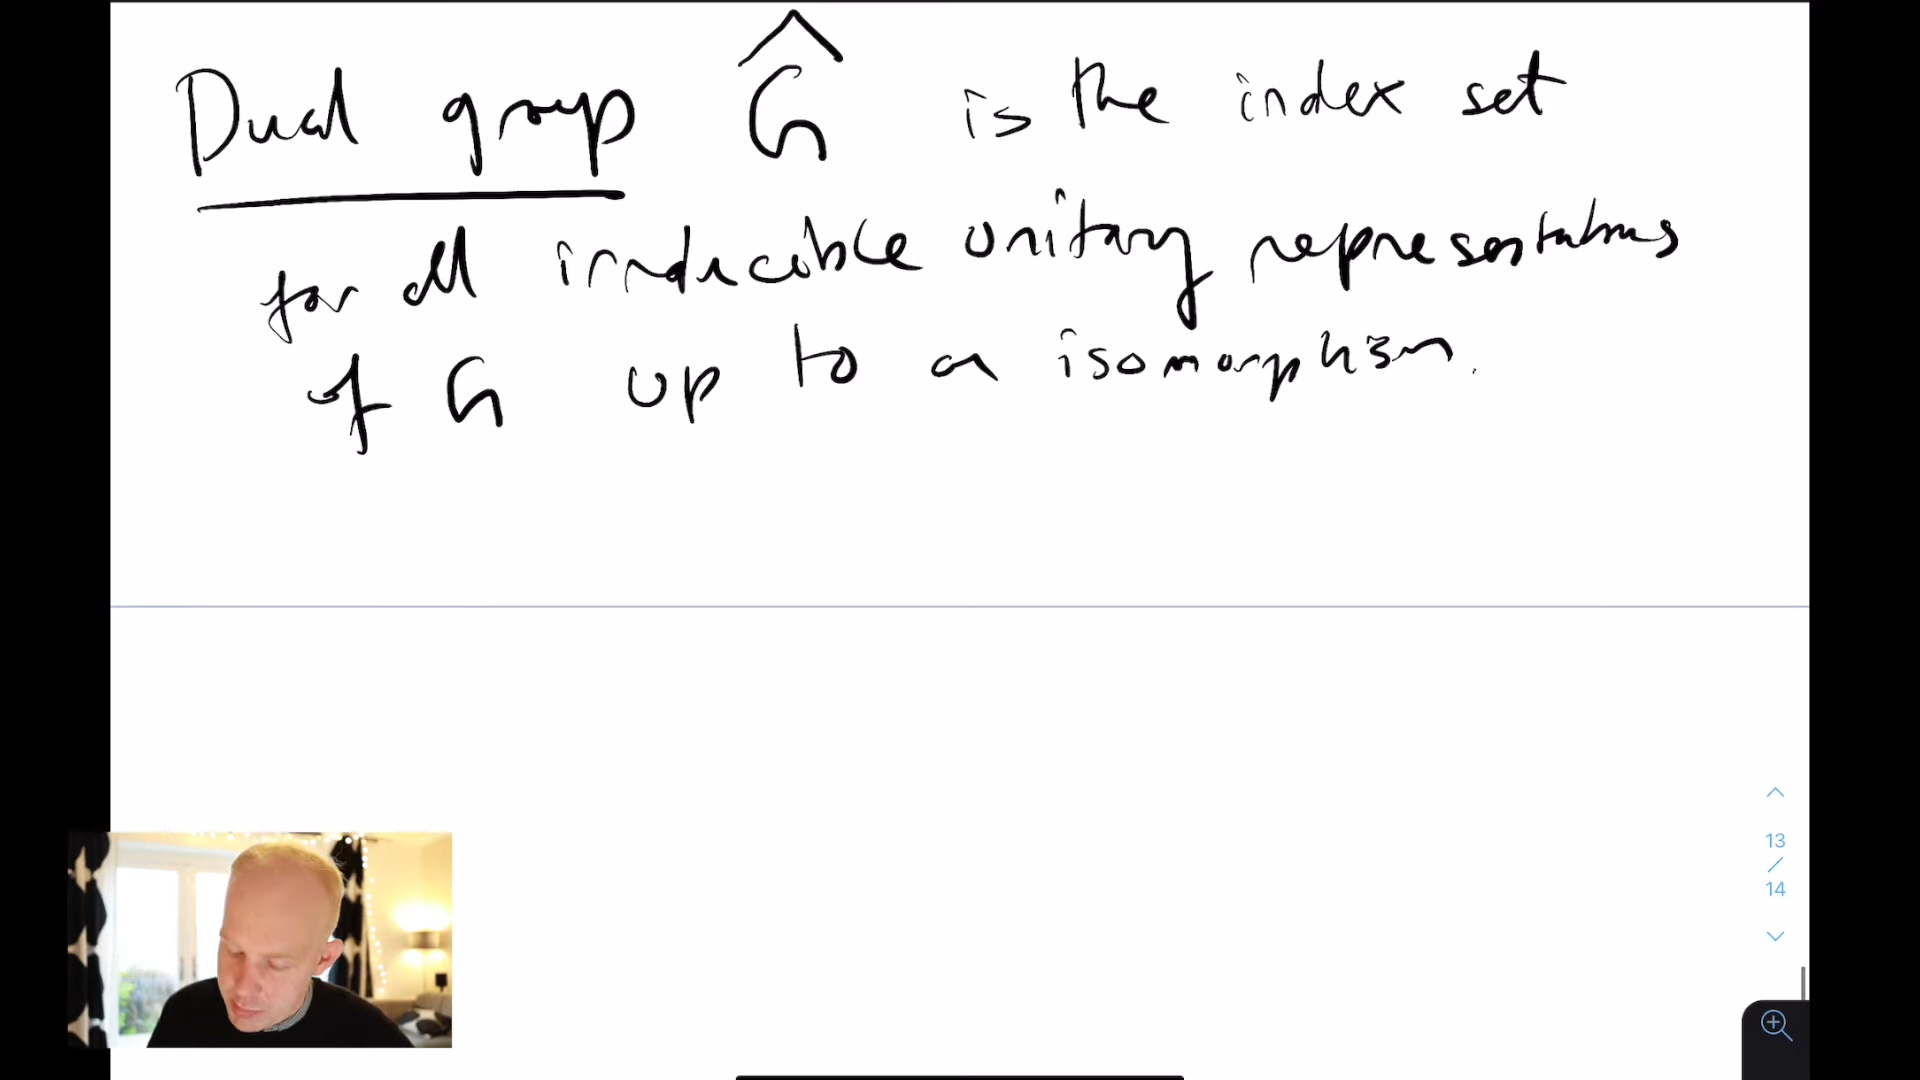 Dual group Ĝ is the index set
for all irreducible unitary representations
of G up to a isomorphism.
13
/
14